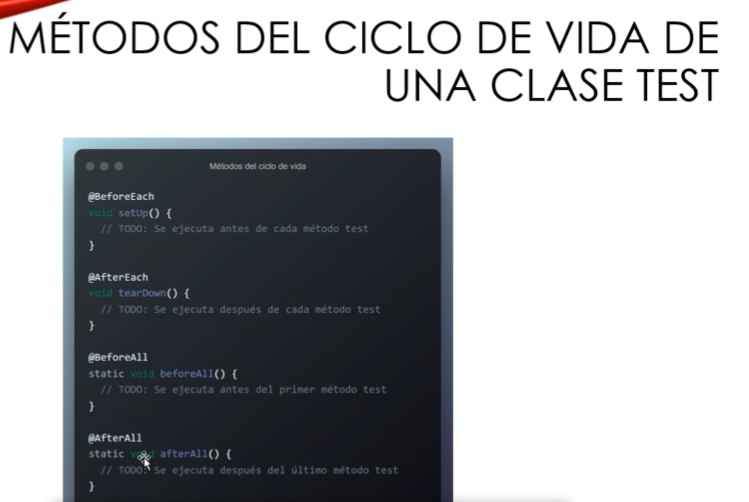 MÉTODOS DEL CICLO DE VIDA DE
UNA CLASE TEST
Métodos del ciclo de vida
@BeforeEach
void setUp() {
// TODO: Se ejecuta antes de cada método test
}
@AfterEach
void tearDown() {
// TODO: Se ejecuta después de cada método test
}
@BeforeAll
static void beforeAll() {
// TODO: Se ejecuta antes del primer método test
}
@AfterAll
static void afterAll() {
// TODO: Se ejecuta después del último método test
}